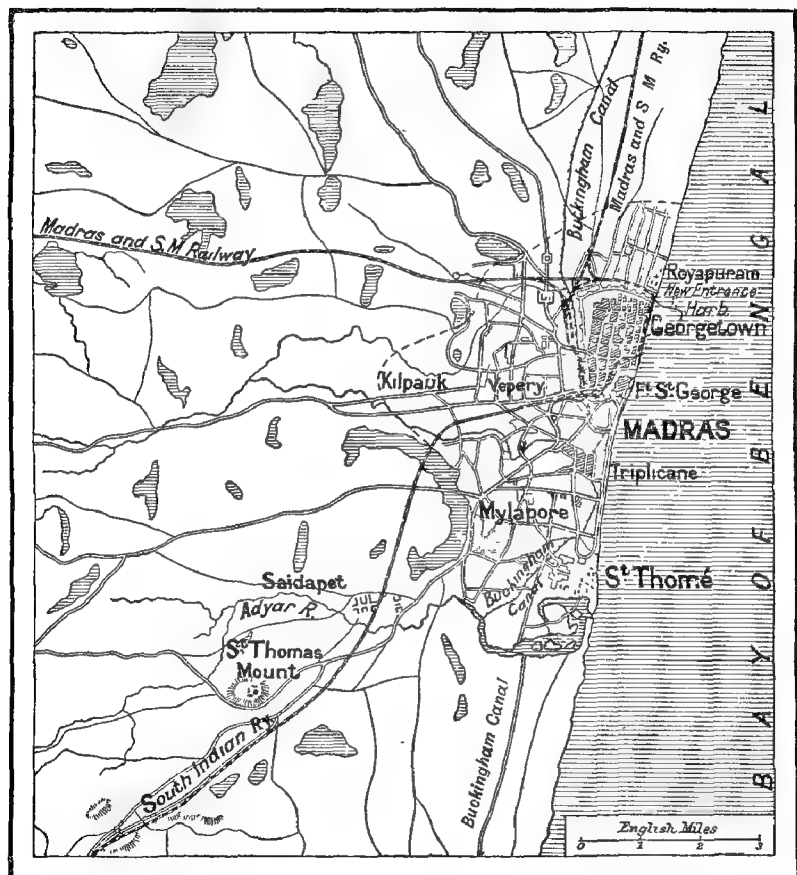 Buckingham Canal
Madras and S M Ry.
Madras and S.M Railway
Royapuram
New Entrance
Harb.
Georgetown
Kilpauk
Vepery
Ft St George
MADRAS
Triplicane
Mylapore
Buckingham
Canal
St Thomé
Saidapet
Adyar R.
St Thomas
Mount
South Indian Ry
Buckingham Canal
BAY OF BENGAL
English Miles
0 1 2 3